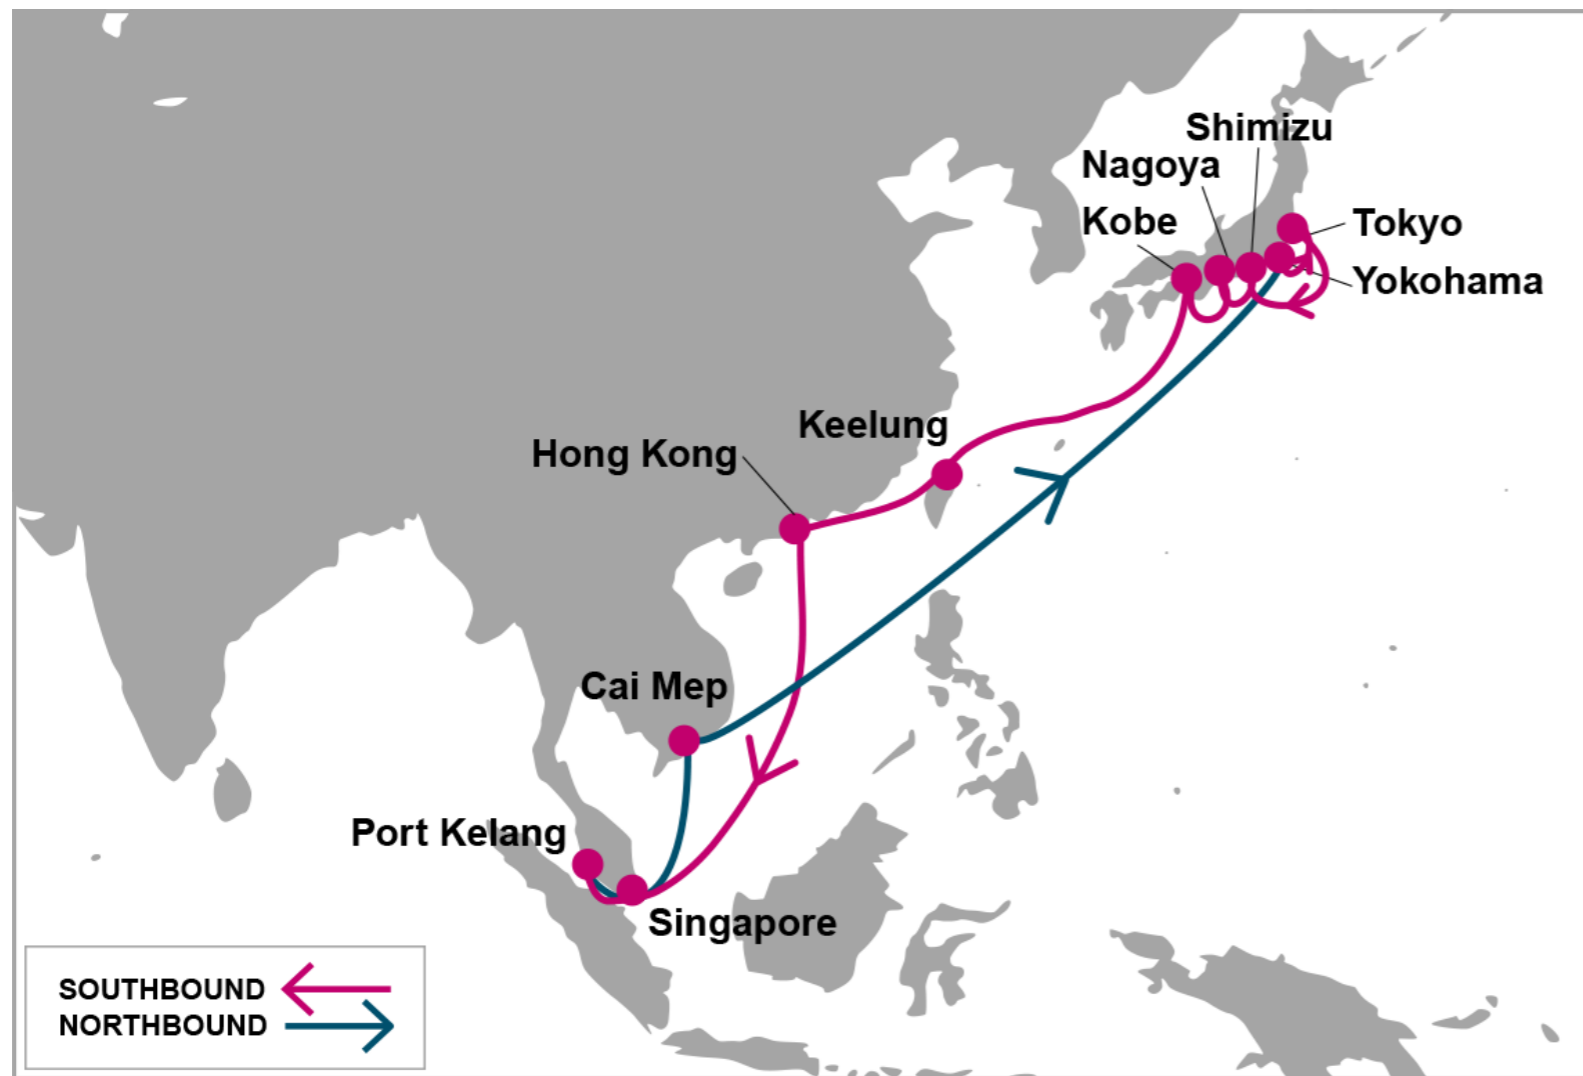 Shimizu
Nagoya
Kobe
Tokyo
Yokohama
Keelung
Hong Kong
Cai Mep
Port Kelang
Singapore
SOUTHBOUND
NORTHBOUND